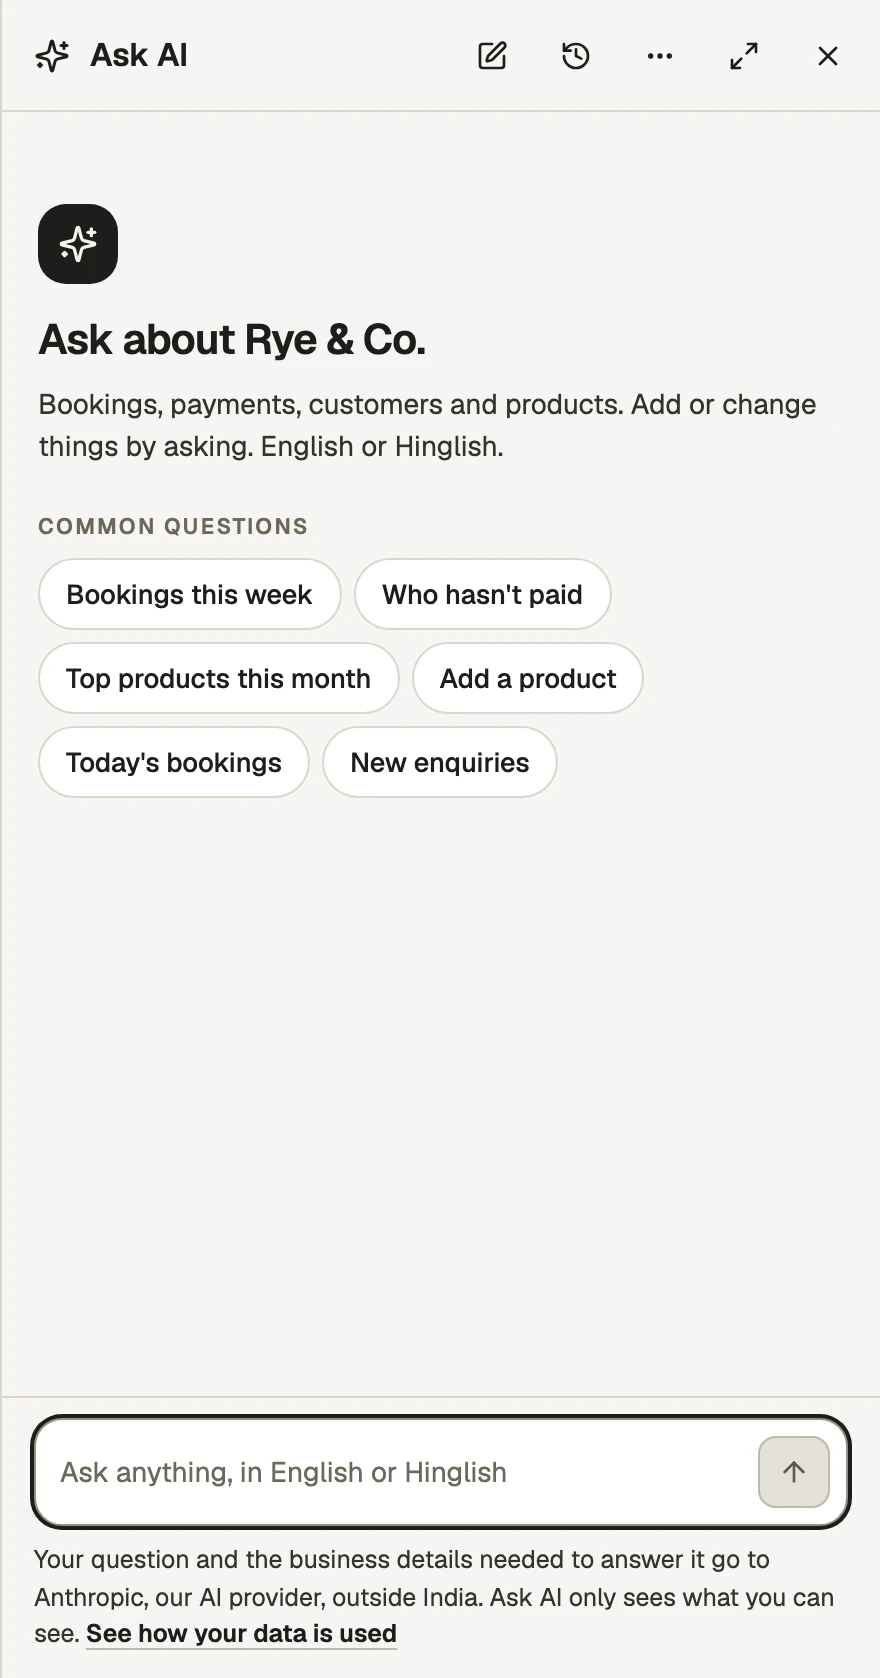 Ask AI
Ask about Rye & Co.
Bookings, payments, customers and products. Add or change
things by asking. English or Hinglish.
COMMON QUESTIONS
Bookings this week
Who hasn't paid
Top products this month
Add a product
Today's bookings
New enquiries
Ask anything, in English or Hinglish
Your question and the business details needed to answer it go to
Anthropic, our AI provider, outside India. Ask AI only sees what you can
see. See how your data is used